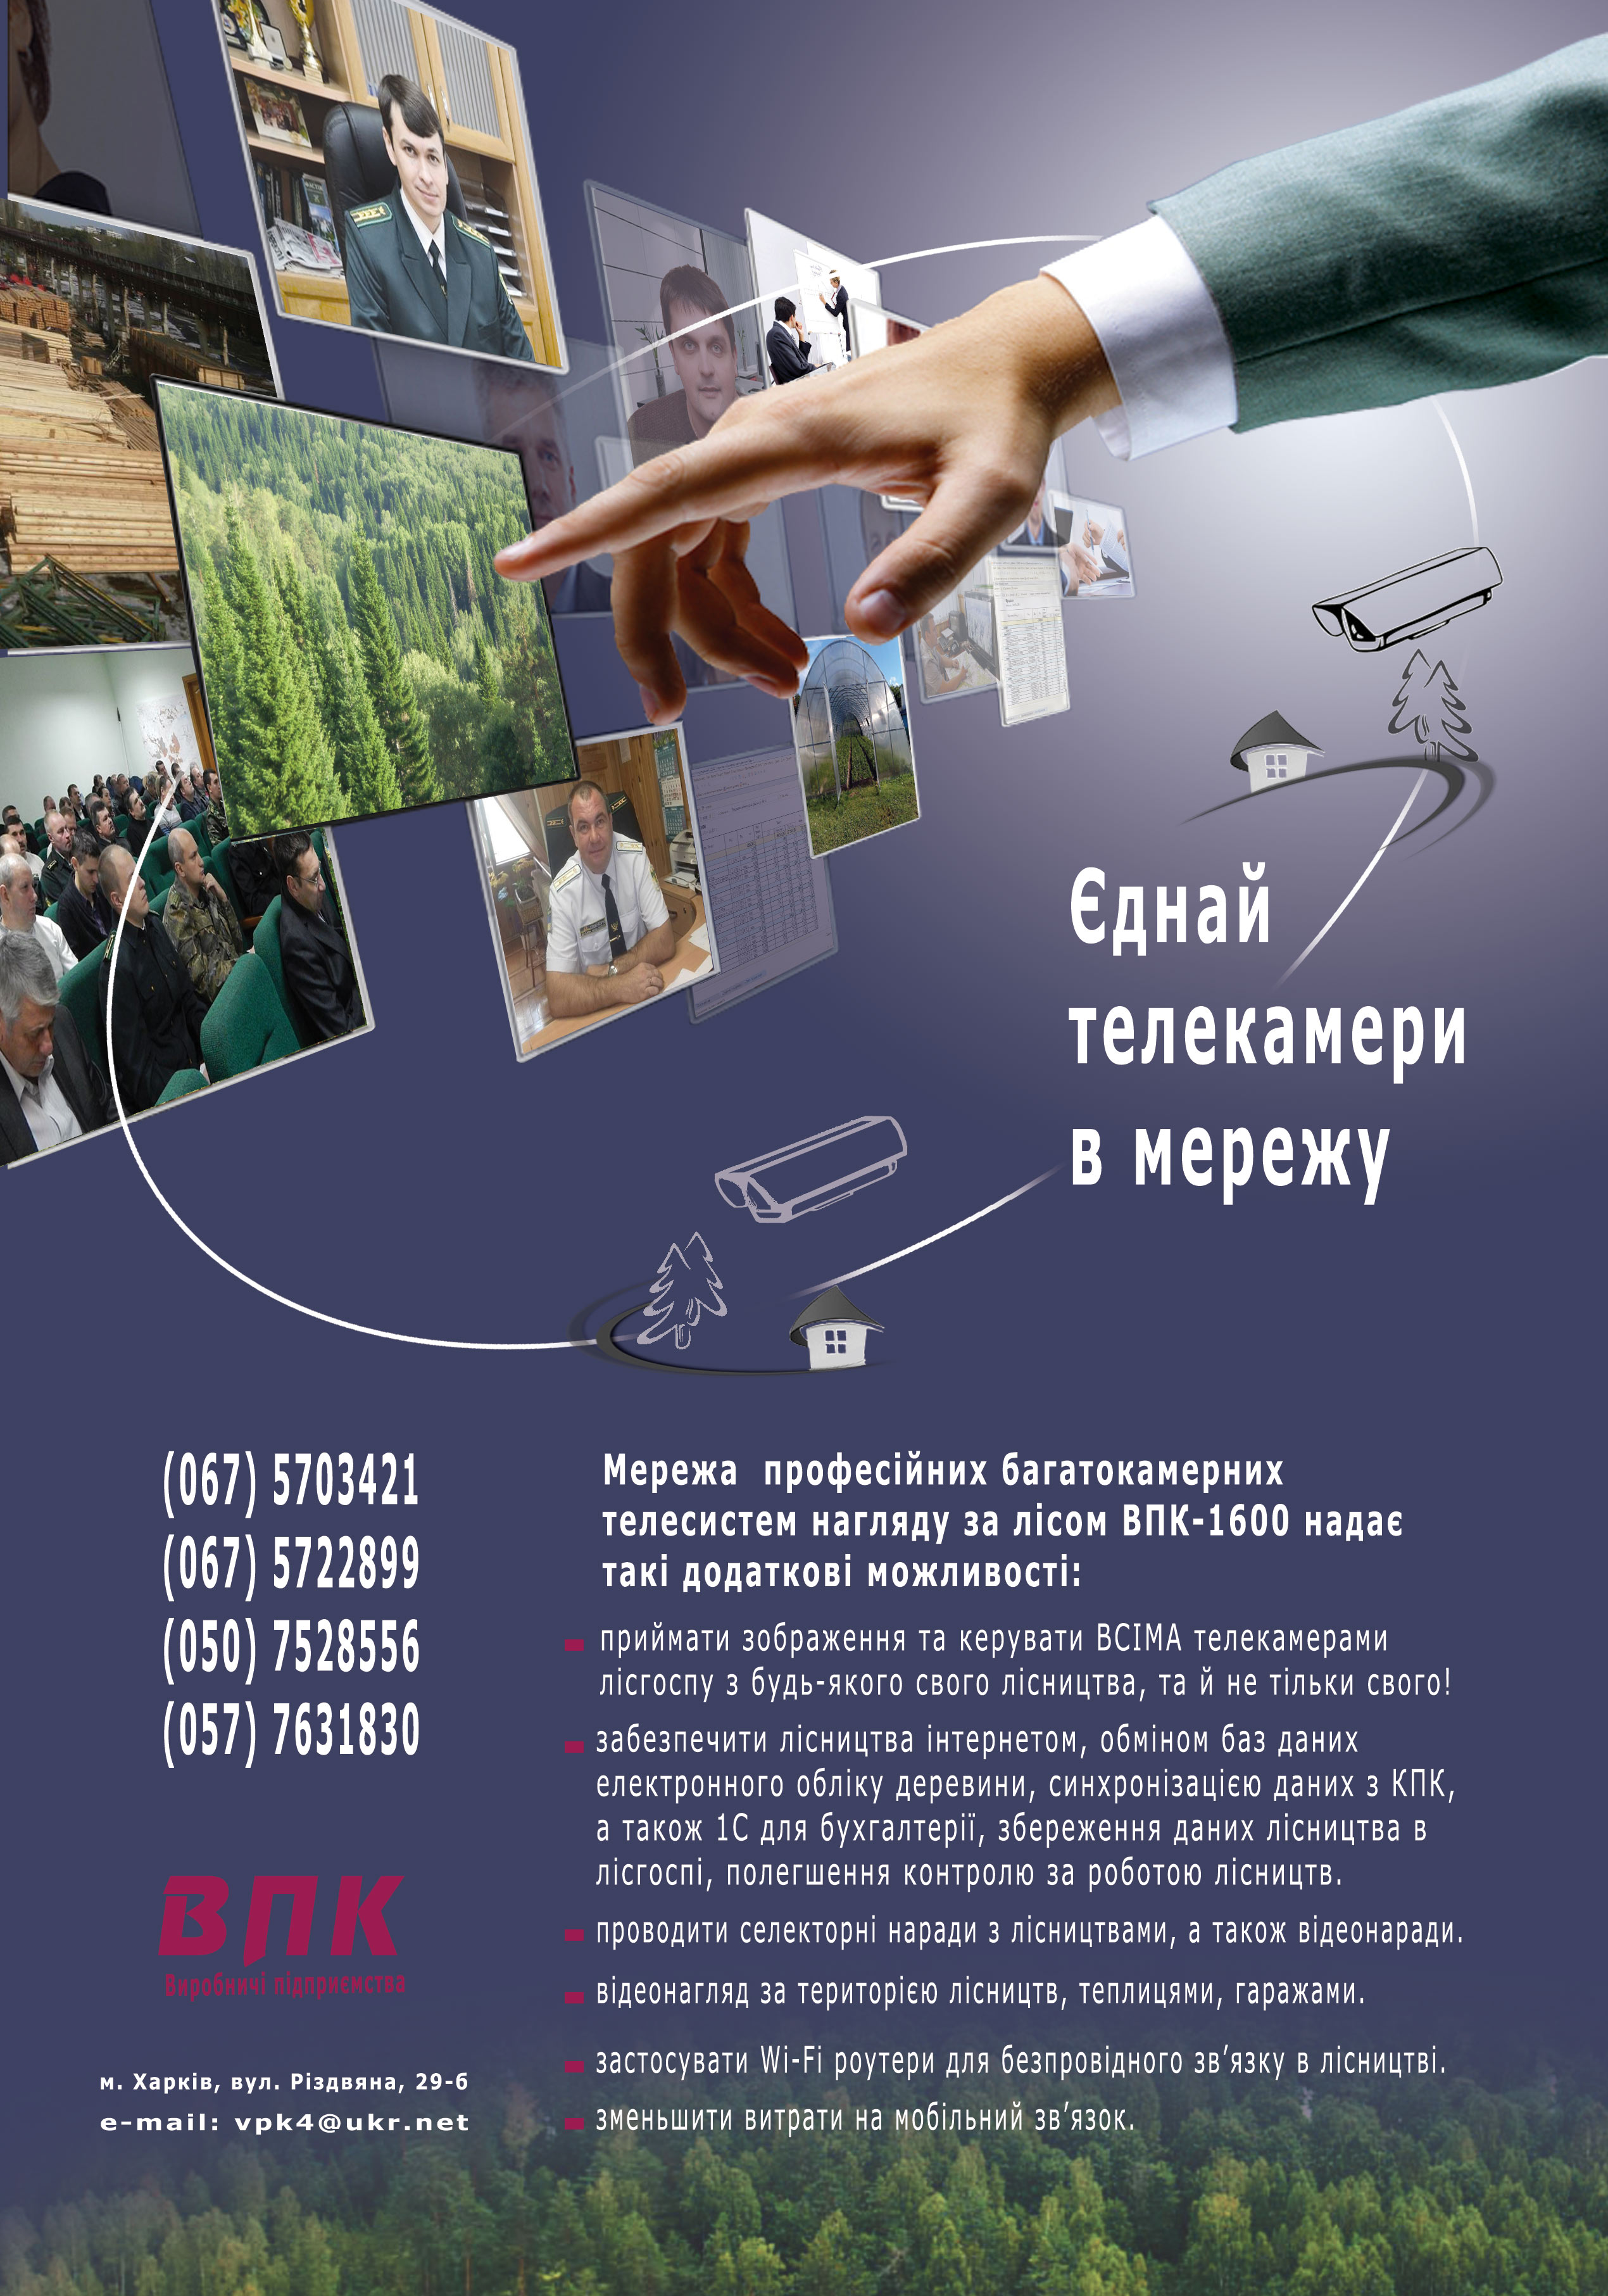 Єднай
телекамери
в мережу
(067) 5703421
(067) 5722899
(050) 7528556
(057) 7631830
ВПК
Виробничі підприємства
м. Харків, вул. Різдвяна, 29-б
e-mail: vpk4@ukr.net
Мережа професійних багатокамерних
телесистем нагляду за лісом ВПК-1600 надає
такі додаткові можливості:
приймати зображення та керувати ВСІМА телекамерами
лісгоспу з будь-якого свого лісництва, та й не тільки свого!
забезпечити лісництва інтернетом, обміном баз даних
електронного обліку деревини, синхронізацією даних з КПК,
а також 1С для бухгалтерії, збереження даних лісництва в
лісгоспі, полегшення контролю за роботою лісництв.
проводити селекторні наради з лісництвами, а також відеонаради.
відеонагляд за територією лісництв, теплицями, гаражами.
застосувати Wi-Fi роутери для безпровідного зв’язку в лісництві.
зменьшити витрати на мобільний зв’язок.